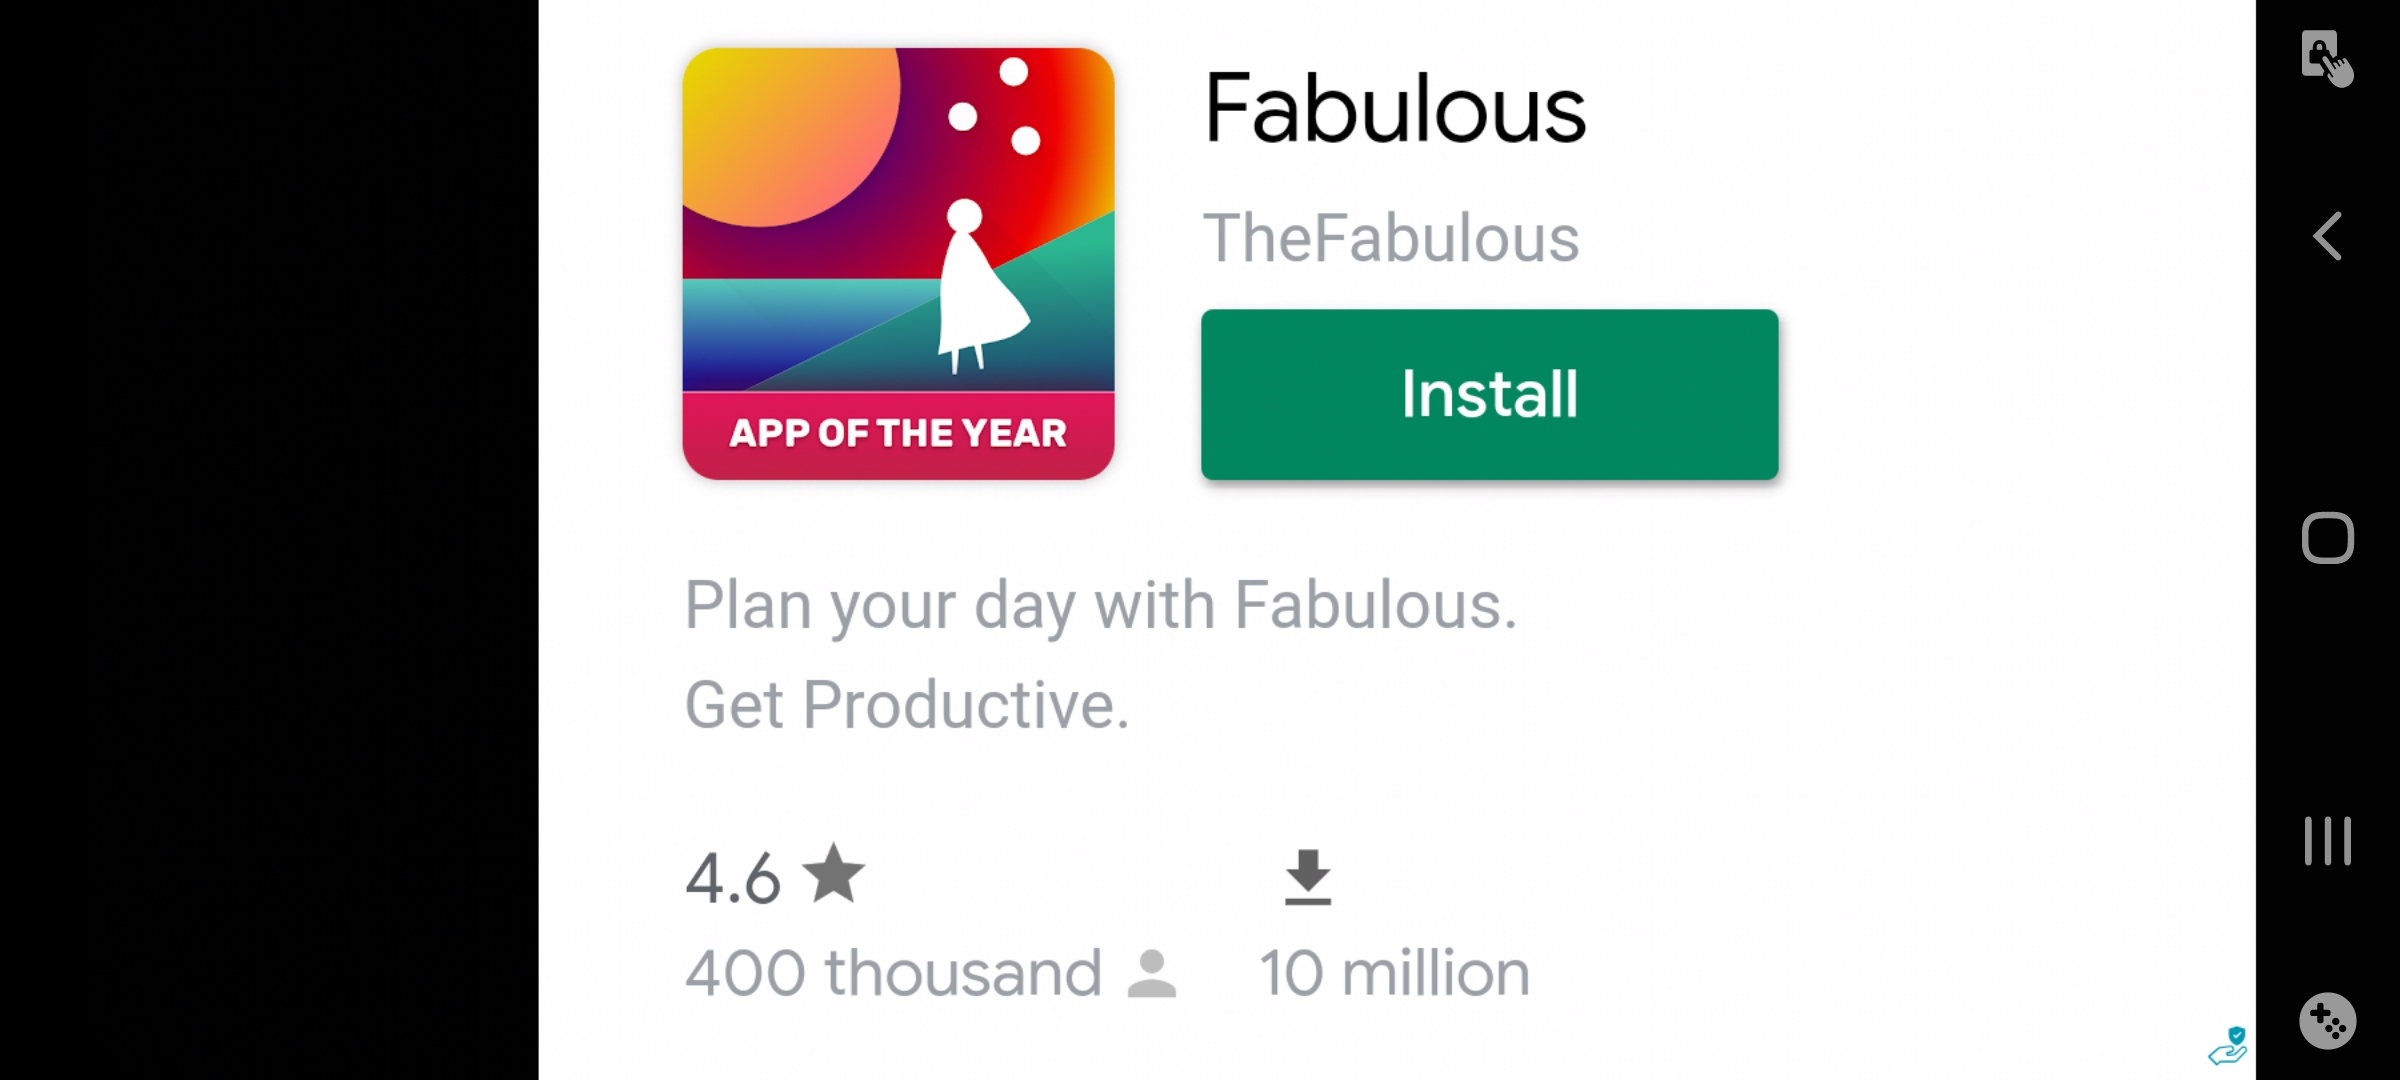 Fabulous
TheFabulous
Install
APP OF THE YEAR
Plan your day with Fabulous.
Get Productive.
4.6
400 thousand
10 million